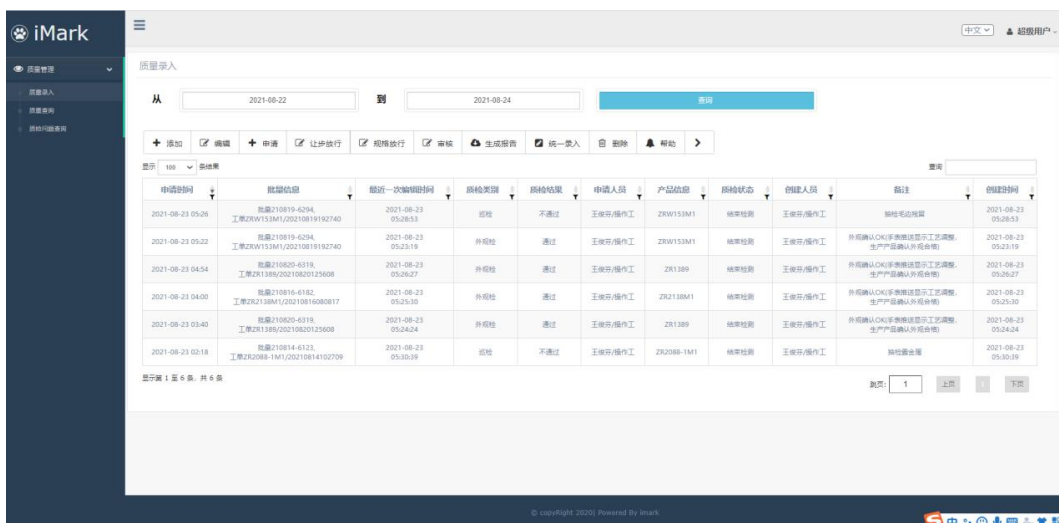 iMark
中文
超级用户
质量管理
质量录入
质量查询
质检问题查询
质量录入
从
2021-08-22
到
2021-08-24
查询
添加
编辑
申请
让步放行
规格放行
审核
生成报告
统一录入
删除
帮助
显示 100 条结果
查询
申请时间 批量信息 最近一次编辑时间 质检类别 质检结果 申请人员 产品信息 质检状态 创建人员 备注 创建时间
2021-08-23 05:26 批量210819-6294, 工单ZRW153M1/20210819192740 2021-08-23 05:28:53 巡检 不通过 王俊芬/操作工 ZRW153M1 结束检测 王俊芬/操作工 抽检毛边拖尾 2021-08-23 05:28:53
2021-08-23 05:22 批量210819-6294, 工单ZRW153M1/20210819192740 2021-08-23 05:23:19 外观检 通过 王俊芬/操作工 ZRW153M1 结束检测 王俊芬/操作工 外观确认OK(手表推送显示工艺调整,生产产品确认外观合格) 2021-08-23 05:23:19
2021-08-23 04:54 批量210820-6319, 工单ZR1389/20210820125608 2021-08-23 05:26:27 外观检 通过 王俊芬/操作工 ZR1389 结束检测 王俊芬/操作工 外观确认OK(手表推送显示工艺调整,生产产品确认外观合格) 2021-08-23 05:26:27
2021-08-23 04:00 批量210816-6182, 工单ZR2138M1/20210816080817 2021-08-23 05:25:30 外观检 通过 王俊芬/操作工 ZR2138M1 结束检测 王俊芬/操作工 外观确认OK(手表推送显示工艺调整,生产产品确认外观合格) 2021-08-23 05:25:30
2021-08-23 03:40 批量210820-6319, 工单ZR1389/20210820125608 2021-08-23 05:24:24 外观检 通过 王俊芬/操作工 ZR1389 结束检测 王俊芬/操作工 外观确认OK(手表推送显示工艺调整,生产产品确认外观合格) 2021-08-23 05:24:24
2021-08-23 02:18 批量210814-6123, 工单ZR2088-1M1/20210814102709 2021-08-23 05:30:39 巡检 不通过 王俊芬/操作工 ZR2088-1M1 结束检测 王俊芬/操作工 抽检露金属 2021-08-23 05:30:39
显示第 1 至 6 条, 共 6 条
跳页: 1 上页 1 下页
© copyRight 2020| Powered By imark
中